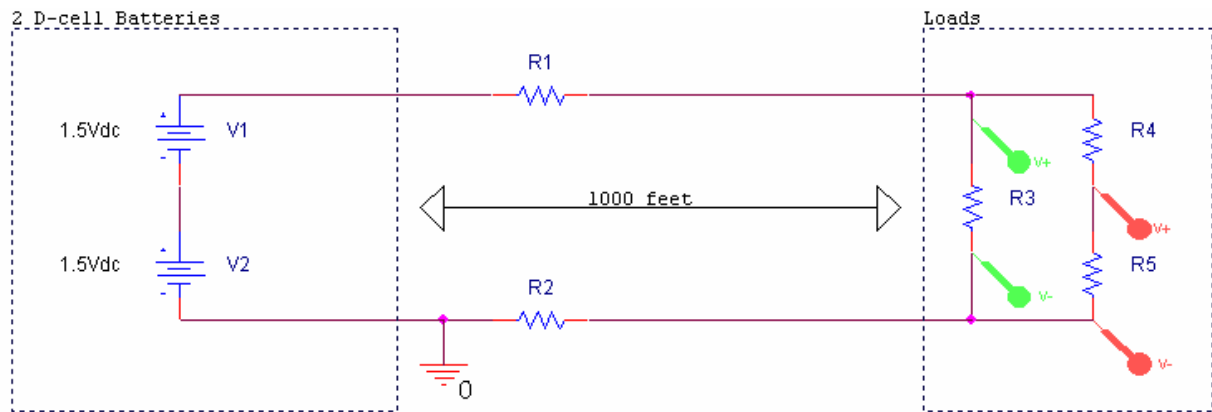 2 D-cell Batteries
Loads
R1
1.5Vdc
V1
R4
V+
1000 feet
R3
V+
1.5Vdc
V2
R5
R2
V-
V-
0